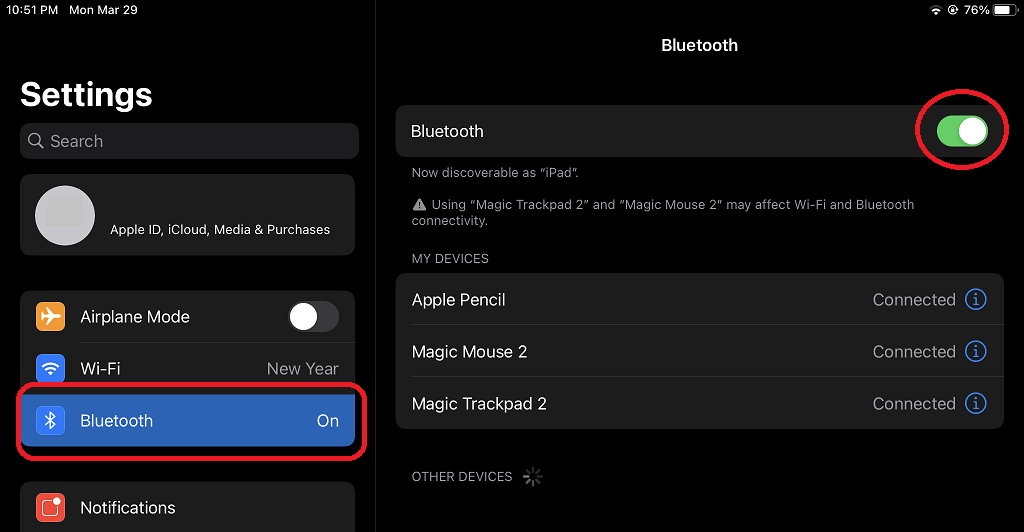 10:51 PM Mon Mar 29
76%
Settings
Search
Apple ID, iCloud, Media & Purchases
Airplane Mode
Wi-Fi New Year
Bluetooth On
Notifications
Bluetooth
Bluetooth
Now discoverable as “iPad”.
Using “Magic Trackpad 2” and “Magic Mouse 2” may affect Wi-Fi and Bluetooth
connectivity.
MY DEVICES
Apple Pencil Connected
Magic Mouse 2 Connected
Magic Trackpad 2 Connected
OTHER DEVICES